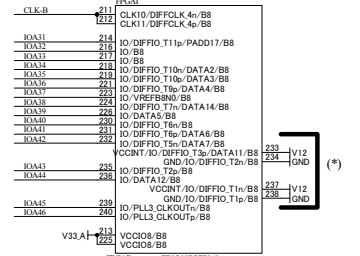 FPGA1
CLK-B 211 CLK10/DIFFCLK_4n/B8
212 CLK11/DIFFCLK_4p/B8
IOA31 214 IO/DIFFIO_T11p/PADD17/B8
IOA32 216 IO/B8
IOA33 217 IO/B8
IOA34 218 IO/DIFFIO_T10n/DATA2/B8
IOA35 219 IO/DIFFIO_T10p/DATA3/B8
IOA36 221 IO/DIFFIO_T9p/DATA4/B8
IOA37 223 IO/VREFB8N0/B8
IOA38 224 IO/DIFFIO_T7n/DATA14/B8
IOA39 226 IO/DATA5/B8
IOA40 230 IO/DIFFIO_T6n/B8
IOA41 231 IO/DIFFIO_T6p/DATA6/B8
IOA42 232 IO/DIFFIO_T5n/DATA7/B8
VCCINT/IO/DIFFIO_T3p/DATA11/B8 233 V12
GND/IO/DIFFIO_T2n/B8 234 GND
(*)
IOA43 235 IO/DIFFIO_T2p/B8
IOA44 236 IO/DATA12/B8
VCCINT/IO/DIFFIO_T1n/B8 237 V12
GND/IO/DIFFIO_T1p/B8 238 GND
IOA45 239 IO/PLL3_CLKOUTn/B8
IOA46 240 IO/PLL3_CLKOUTp/B8
V33_A 213 VCCIO8/B8
225 VCCIO8/B8